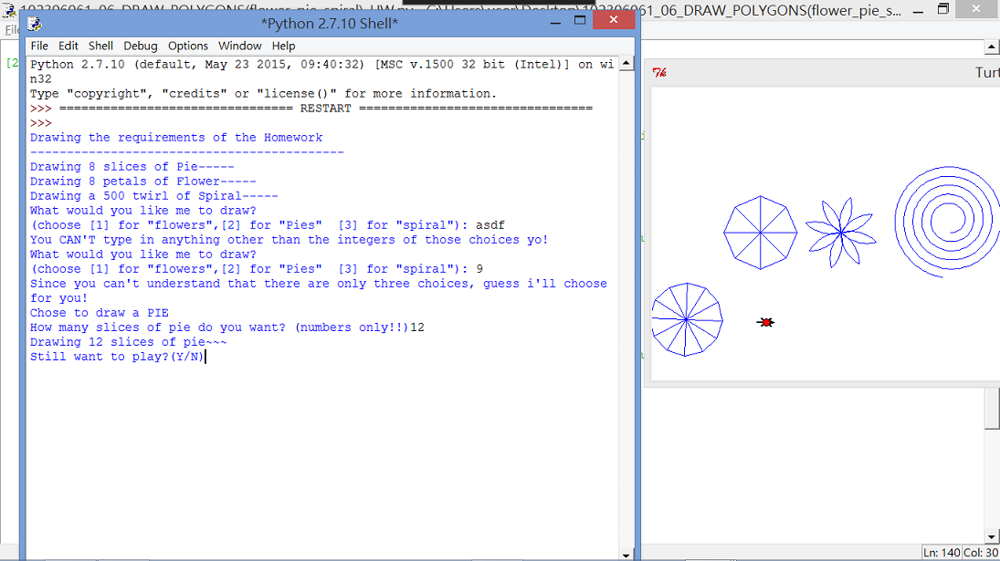 102306061_06_DRAW_POLYGONS(flower_pie_s...
*Python 2.7.10 Shell*
File Edit Shell Debug Options Window Help
Python 2.7.10 (default, May 23 2015, 09:40:32) [MSC v.1500 32 bit (Intel)] on wi
n32
Type "copyright", "credits" or "license()" for more information.
>>> ================================ RESTART ================================
>>>
Drawing the requirements of the Homework
-------------------------------------------
Drawing 8 slices of Pie-----
Drawing 8 petals of Flower-----
Drawing a 500 twirl of Spiral-----
What would you like me to draw?
(choose [1] for "flowers",[2] for "Pies"  [3] for "spiral"): asdf
You CAN'T type in anything other than the integers of those choices yo!
What would you like me to draw?
(choose [1] for "flowers",[2] for "Pies"  [3] for "spiral"): 9
Since you can't understand that there are only three choices, guess i'll choose
for you!
Chose to draw a PIE
How many slices of pie do you want? (numbers only!!)12
Drawing 12 slices of pie~~~
Still want to play?(Y/N)
Turt
Ln: 140 Col: 30